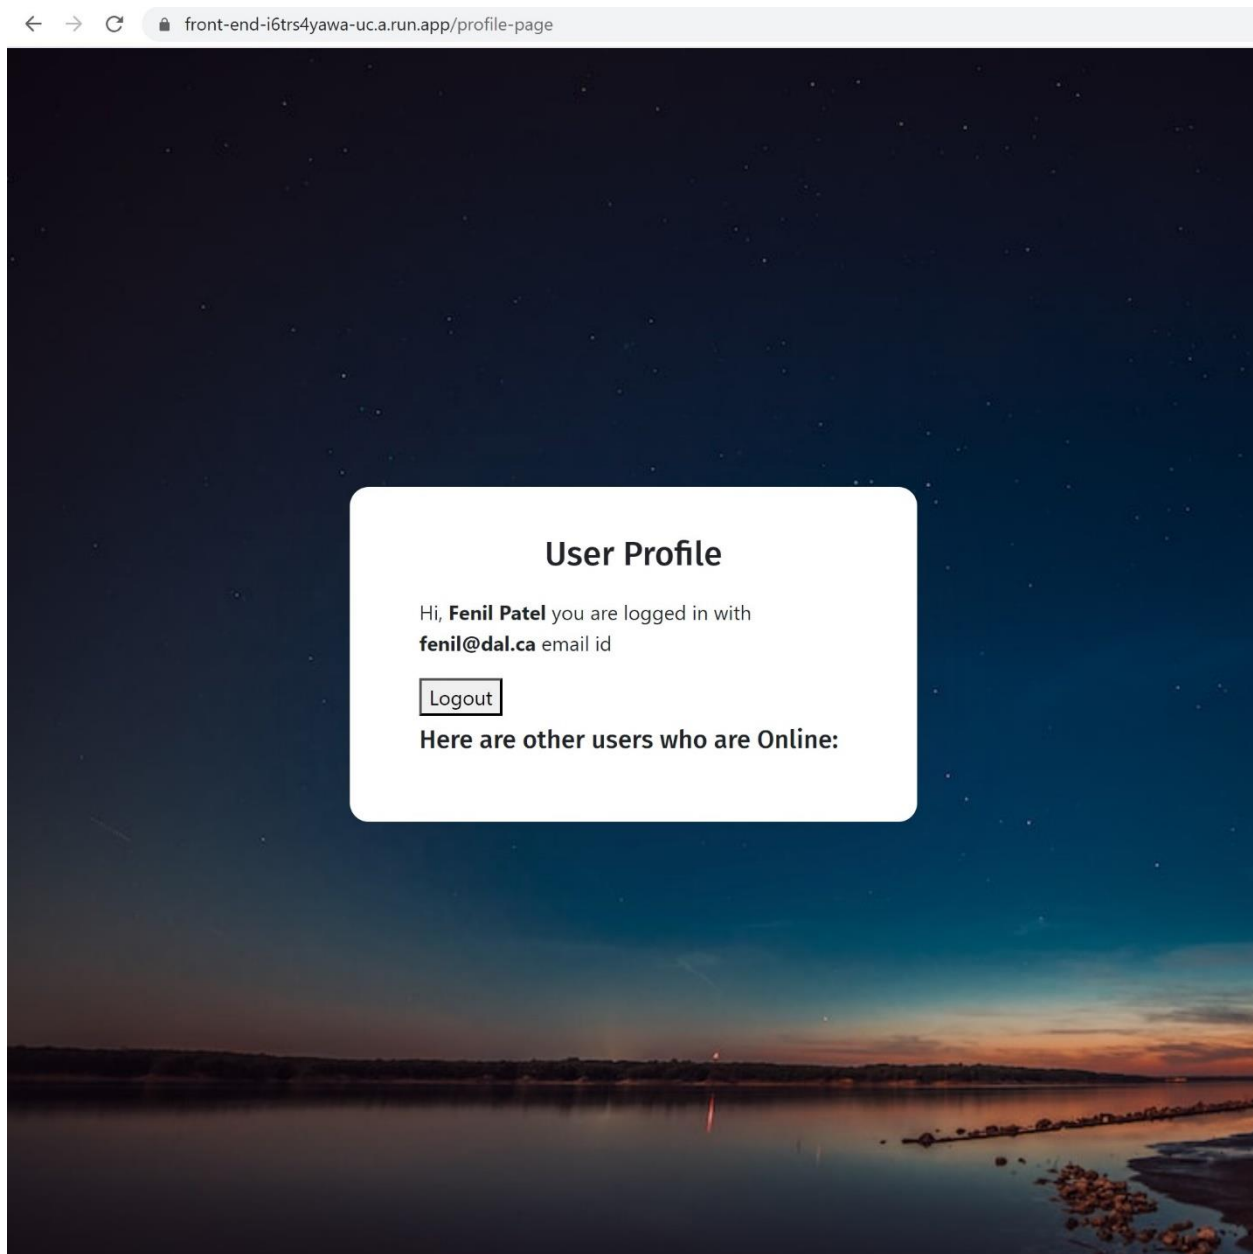 front-end-i6trs4yawa-uc.a.run.app/profile-page
User Profile
Hi, Fenil Patel you are logged in with
fenil@dal.ca email id
Logout
Here are other users who are Online: